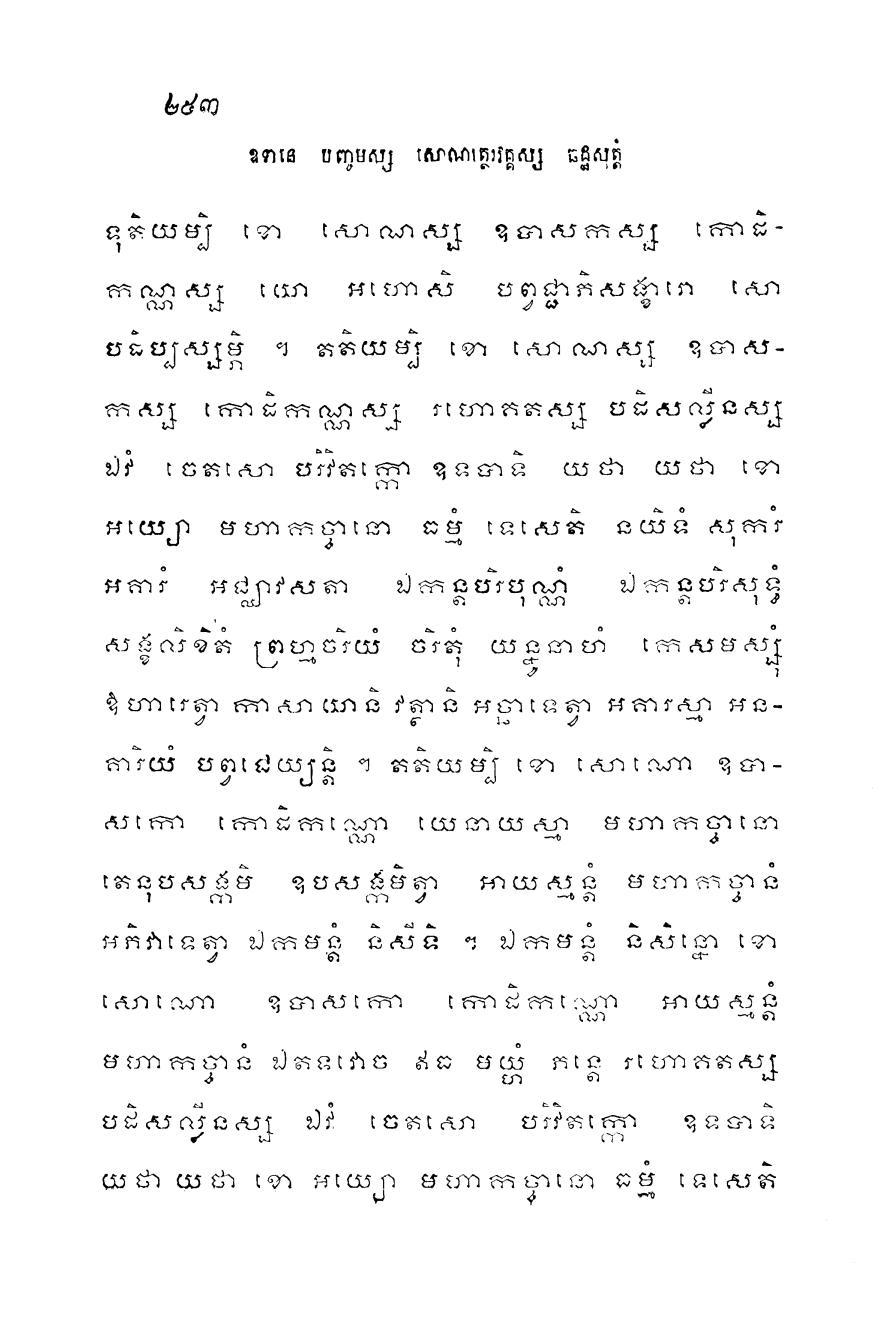 ២៥៣
ឧទានេ បញ្ចមស្ស សោណត្ថេរវគ្គស្ស ឆដ្ឋសុត្តំ
ទុតិយម្បិ ខោ សោណស្ស ឧបាសកស្ស កោដិ-
កណ្ណស្ស យោ អហោសិ បព្វជ្ជាភិសង្ខារោ សោ
បដិប្បស្សម្ភិ ។ តតិយម្បិ ខោ សោណស្ស ឧបាស-
កស្ស កោដិកណ្ណស្ស រហោគតស្ស បដិសល្លីនស្ស
ឯវំ ចេតសោ បរិវិតក្កោ ឧទបាទិ យថា យថា ខោ
អយ្យោ មហាកច្ចានោ ធម្មំ ទេសេតិ នយិទំ សុករំ
អគារំ អជ្ឈាវសតា ឯកន្តបរិបុណ្ណំ ឯកន្តបរិសុទ្ធំ
សង្ខលិខិតំ ព្រហ្មចរិយំ ចរិតុំ យន្នូនាហំ កេសមស្សុំ
ឱហារេត្វា កាសាយានិ វត្ថានិ អច្ឆាទេត្វា អគារស្មា អន-
គារិយំ បព្វជេយ្យន្តិ ។ តតិយម្បិ ខោ សោណោ ឧបា-
សកោ កោដិកណ្ណោ យេនាយស្មា មហាកច្ចានោ
តេនុបសង្កមិ ឧបសង្កមិត្វា អាយស្មន្តំ មហាកច្ចានំ
អភិវាទេត្វា ឯកមន្តំ និសីទិ ។ ឯកមន្តំ និសិន្នោ ខោ
សោណោ ឧបាសកោ កោដិកណ្ណោ អាយស្មន្តំ
មហាកច្ចានំ ឯតទវោច ឥធ មយ្ហំ ភន្តេ រហោគតស្ស
បដិសល្លីនស្ស ឯវំ ចេតសោ បរិវិតក្កោ ឧទបាទិ
យថា យថា ខោ អយ្យោ មហាកច្ចានោ ធម្មំ ទេសេតិ